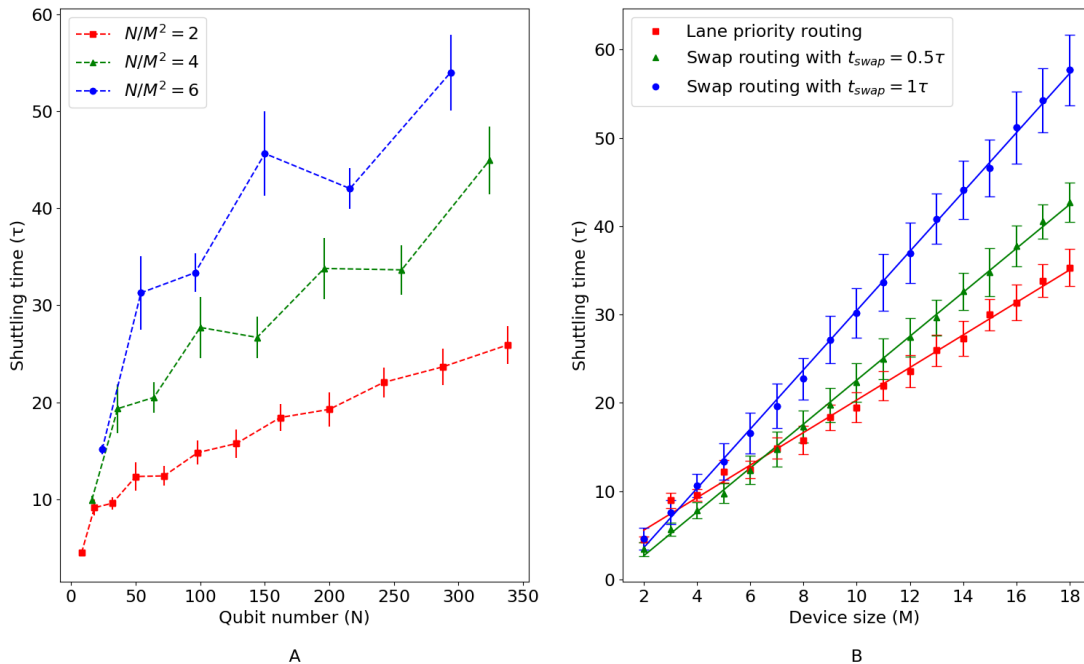 60
50
40
30
20
10
0
50
100
150
200
250
300
350
Shuttling time (τ)
Qubit number (N)
N/M² = 2
N/M² = 4
N/M² = 6
A
60
50
40
30
20
10
0
2
4
6
8
10
12
14
16
18
Shuttling time (τ)
Device size (M)
Lane priority routing
Swap routing with t_swap = 0.5τ
Swap routing with t_swap = 1τ
B